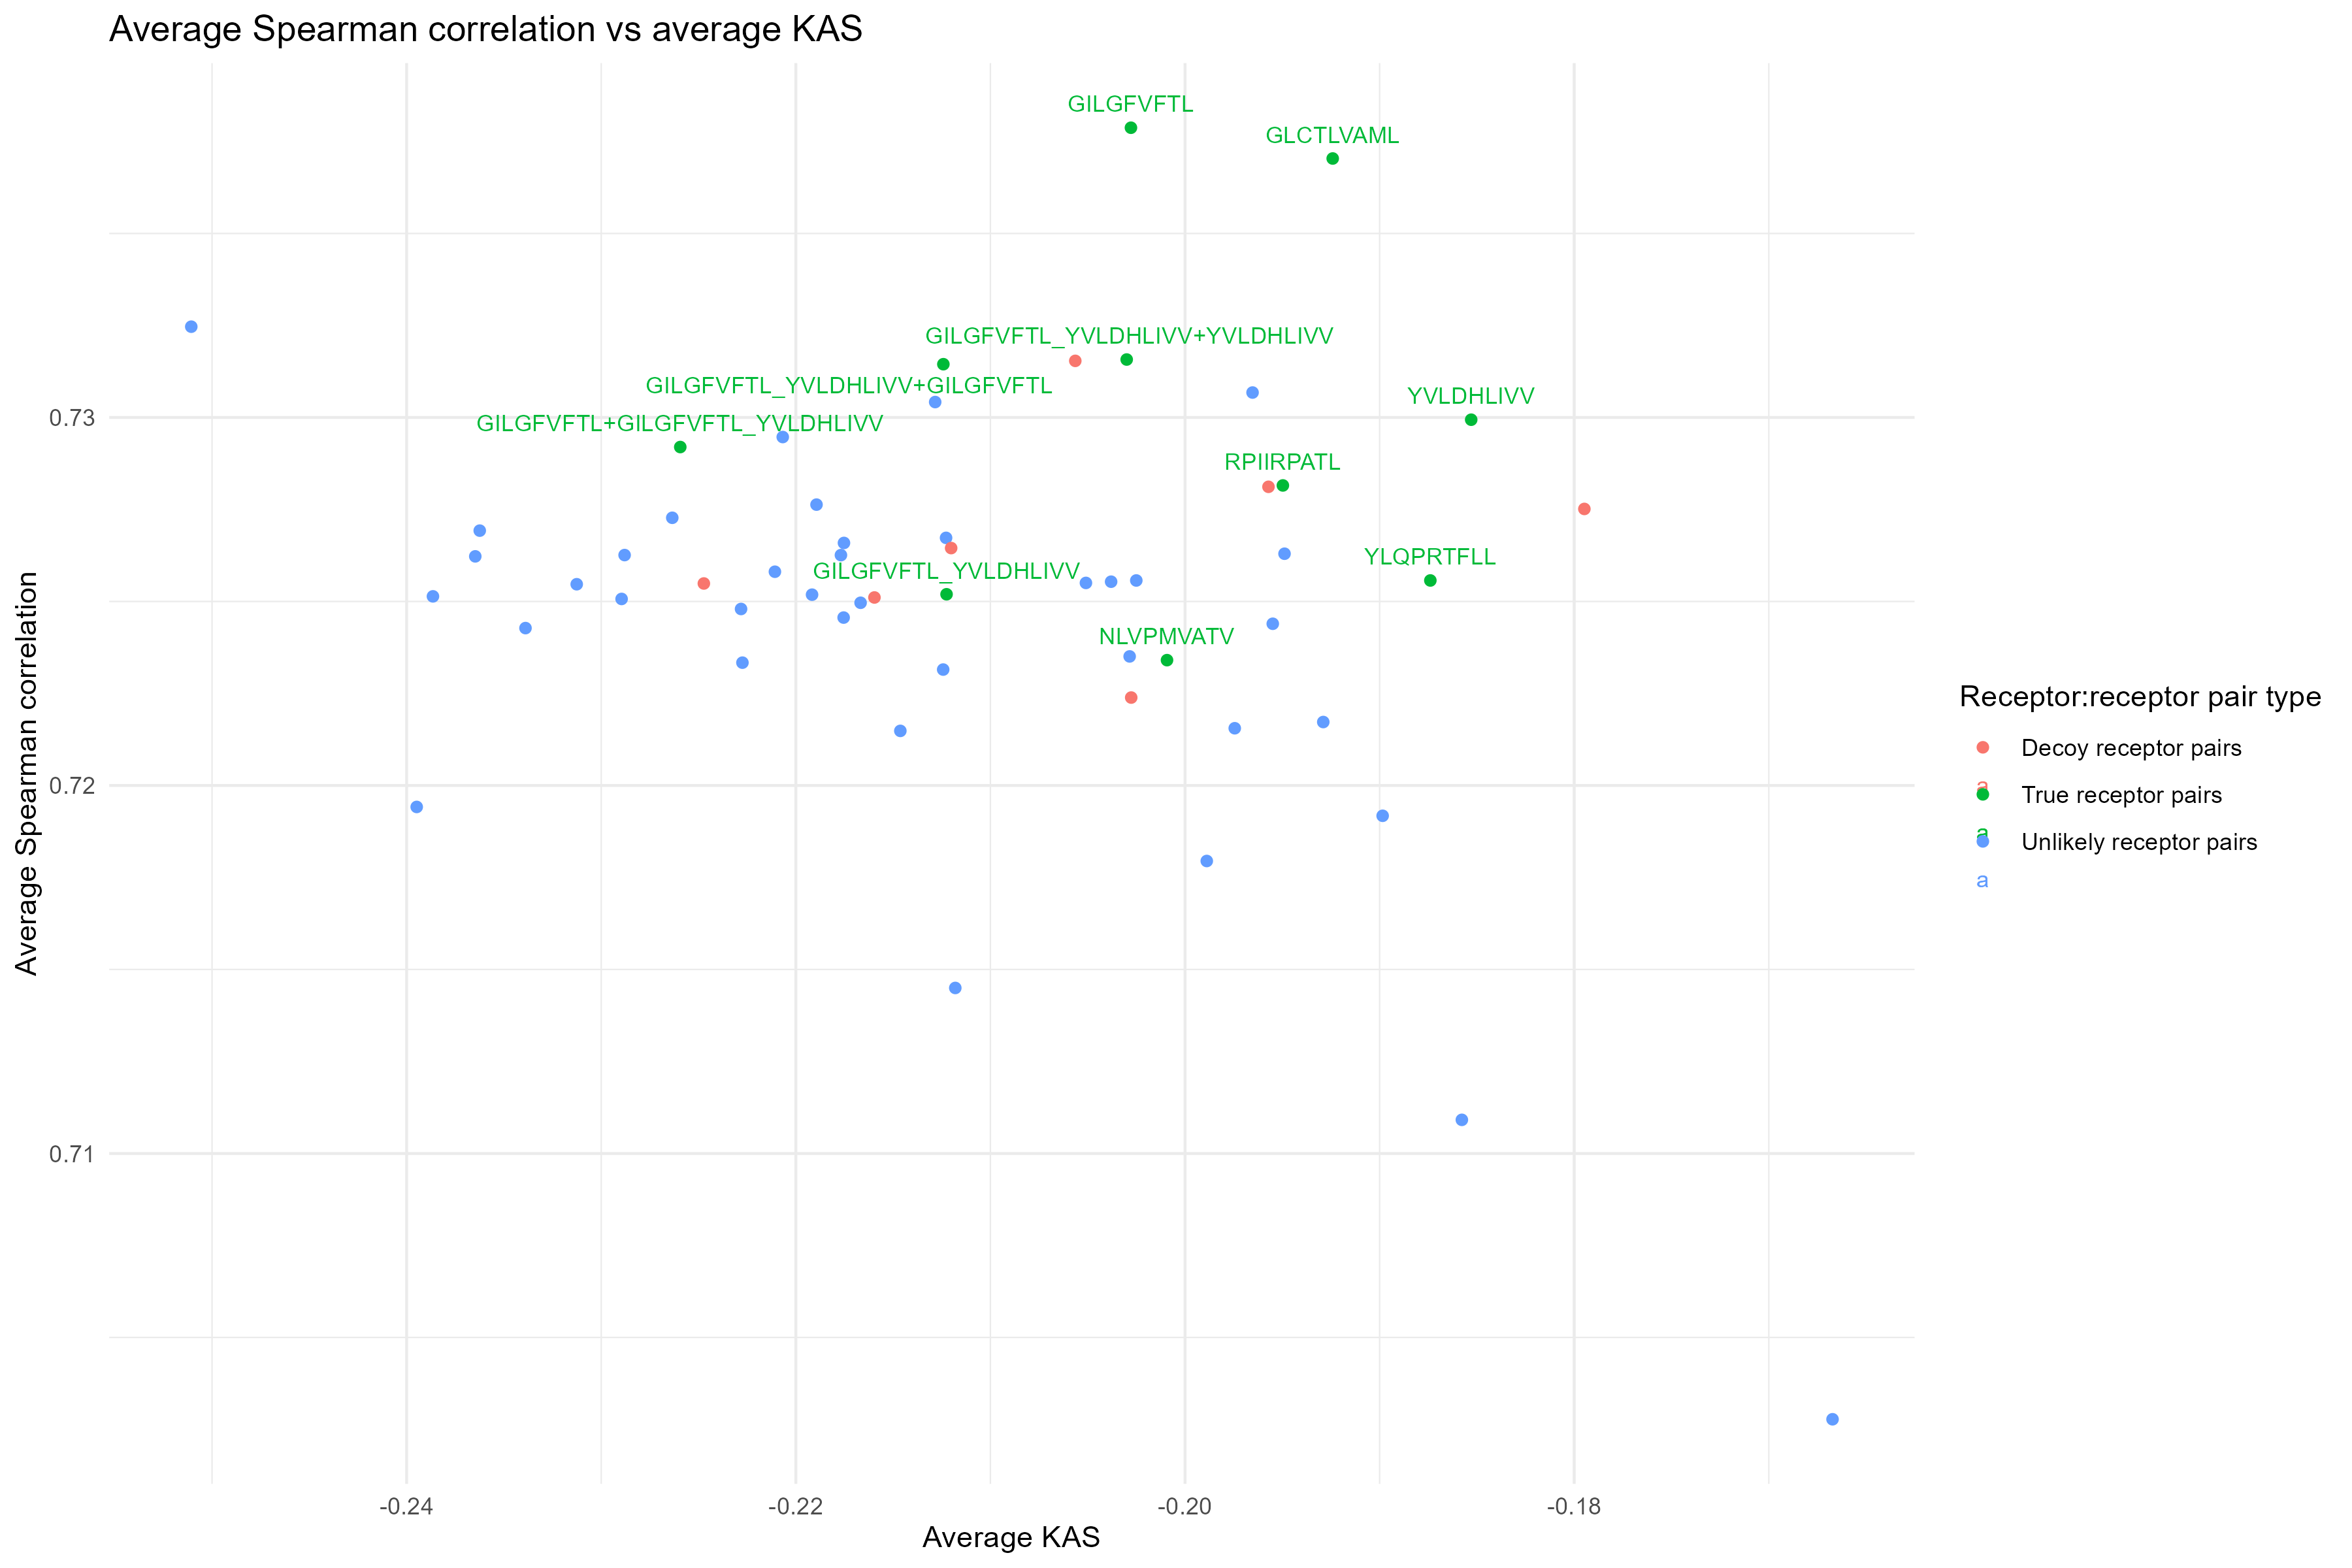 Average Spearman correlation vs average KAS
GILGFVFTL
GLCTLVAML
GILGFVFTL_YVLDHLIVV+YVLDHLIVV
GILGFVFTL_YVLDHLIVV+GILGFVFTL
YVLDHLIVV
GILGFVFTL+GILGFVFTL_YVLDHLIVV
RPIIRPATL
YLQPRTFLL
GILGFVFTL_YVLDHLIVV
NLVPMVATV
0.73
0.72
0.71
Average Spearman correlation
-0.24
-0.22
-0.20
-0.18
Average KAS
Receptor:receptor pair type
Decoy receptor pairs
a
True receptor pairs
a
Unlikely receptor pairs
a